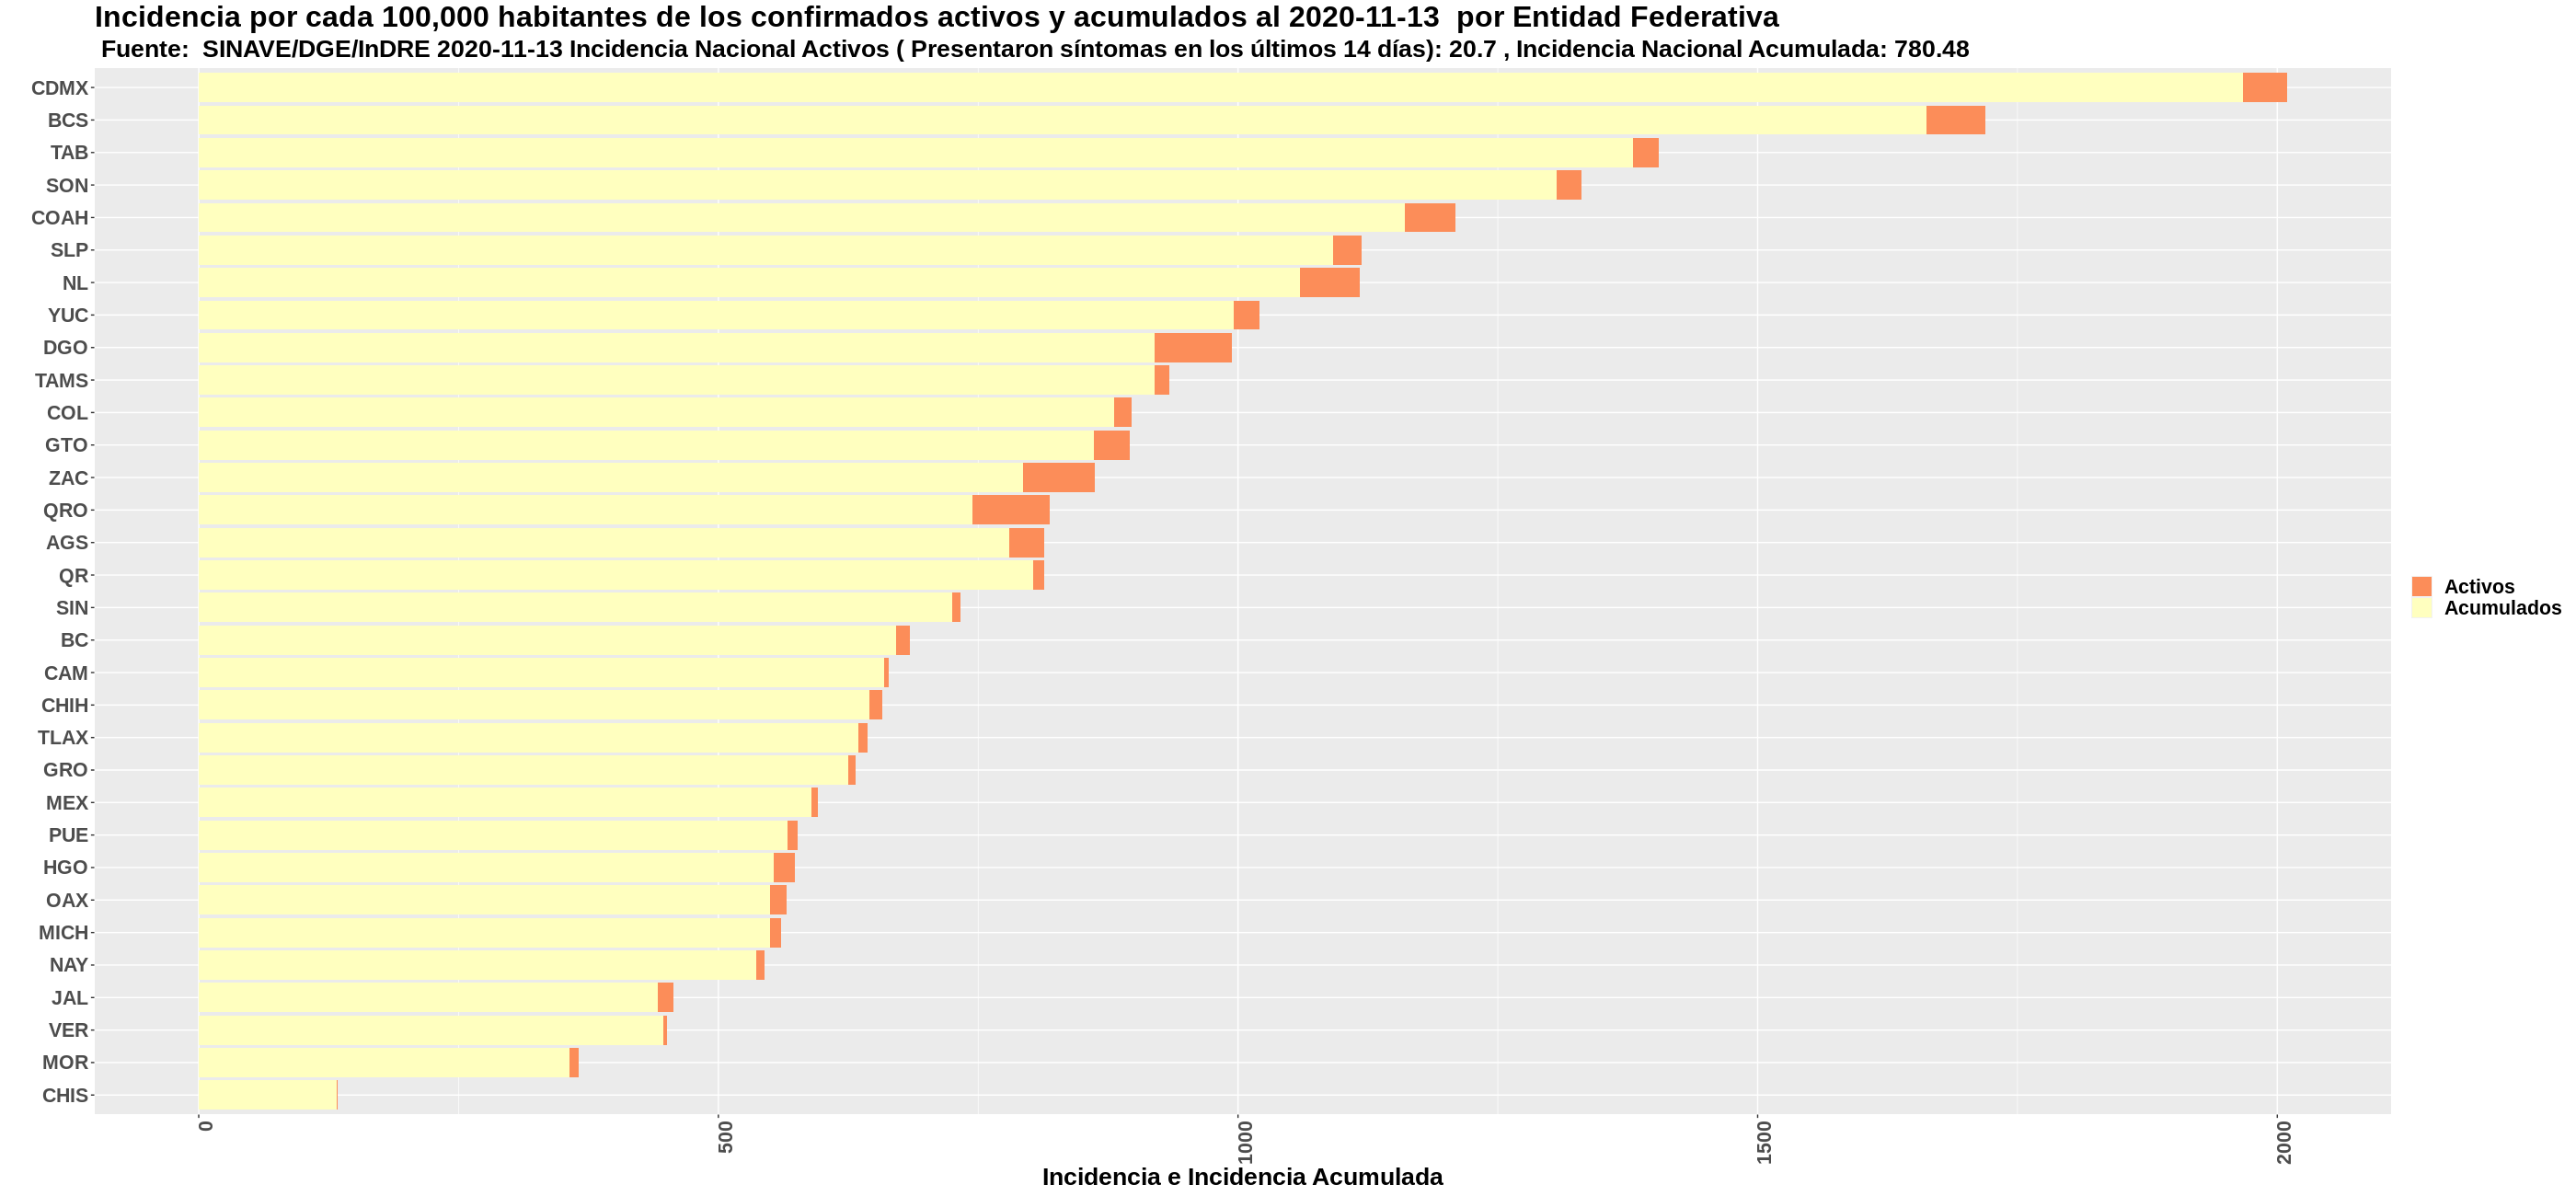 Incidencia por cada 100,000 habitantes de los confirmados activos y acumulados al 2020-11-13  por Entidad Federativa
Fuente:  SINAVE/DGE/InDRE 2020-11-13 Incidencia Nacional Activos ( Presentaron síntomas en los últimos 14 días): 20.7 , Incidencia Nacional Acumulada: 780.48
CDMX
BCS
TAB
SON
COAH
SLP
NL
YUC
DGO
TAMS
COL
GTO
ZAC
QRO
AGS
QR
SIN
BC
CAM
CHIH
TLAX
GRO
MEX
PUE
HGO
OAX
MICH
NAY
JAL
VER
MOR
CHIS
Activos
Acumulados
0
500
1000
1500
2000
Incidencia e Incidencia Acumulada